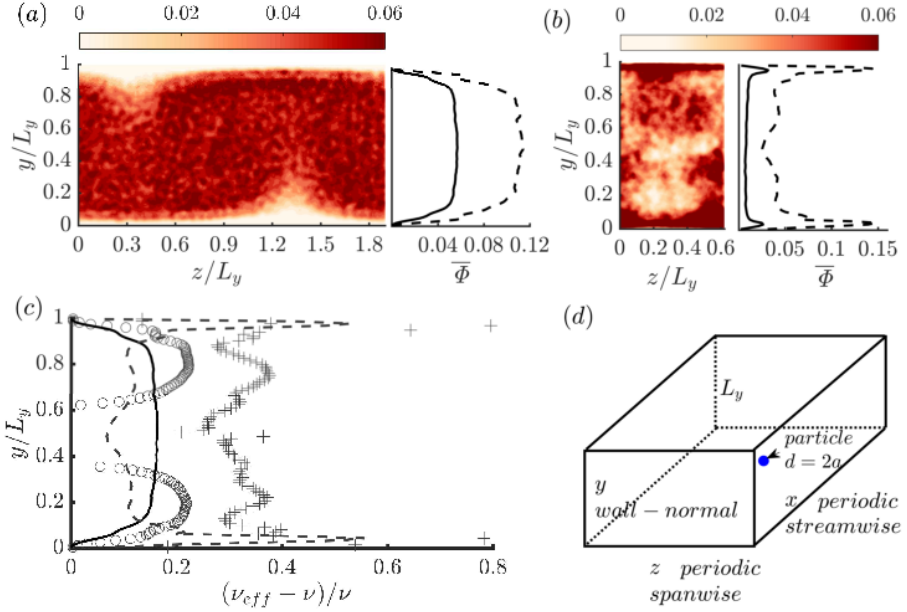 (a)
0 0.02 0.04 0.06
1
0.8
0.6
0.4
0.2
0
y/L_y
0 0.3 0.6 0.9 1.2 1.5 1.8
z/L_y
0.04 0.08 0.12
Φ̅
(b)
0 0.02 0.04 0.06
1
0.8
0.6
0.4
0.2
0
y/L_y
0 0.2 0.4 0.6
z/L_y
0.05 0.1 0.15
Φ̅
(c)
1
0.8
0.6
0.4
0.2
0
y/L_y
0 0.2 0.4 0.6 0.8
(ν_eff − ν)/ν
(d)
L_y
particle
d = 2a
y
wall − normal
x periodic
streamwise
z periodic
spanwise